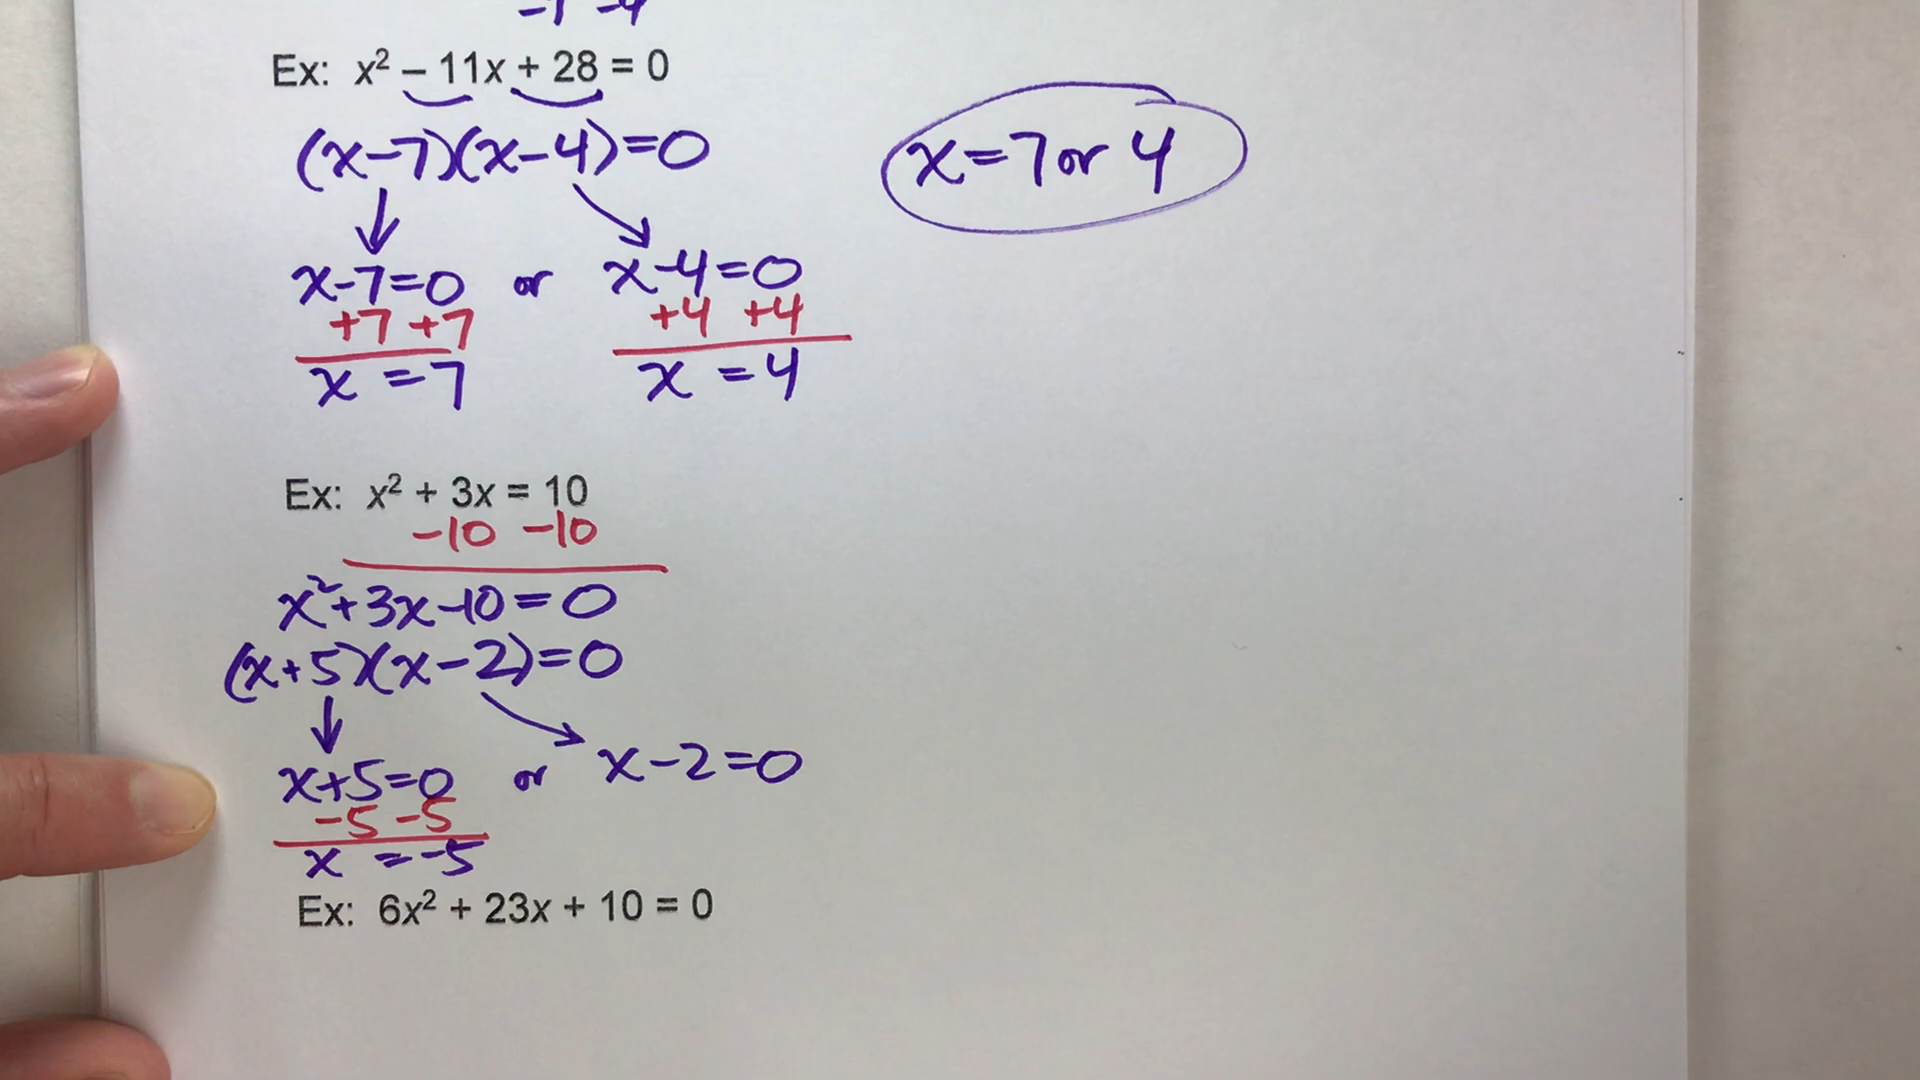 -7 -4
Ex: x² – 11x + 28 = 0
(x-7)(x-4)=0
x=7 or 4
x-7=0 or x-4=0
+7 +7 +4 +4
x =7 x =4
Ex: x² + 3x = 10
-10 -10
x²+3x-10=0
(x+5)(x-2)=0
x+5=0 or x-2=0
-5 -5
x =-5
Ex: 6x² + 23x + 10 = 0